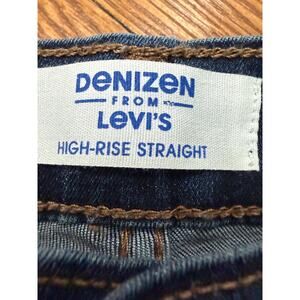 DENIZEN
FROM
LEVI'S
HIGH-RISE STRAIGHT